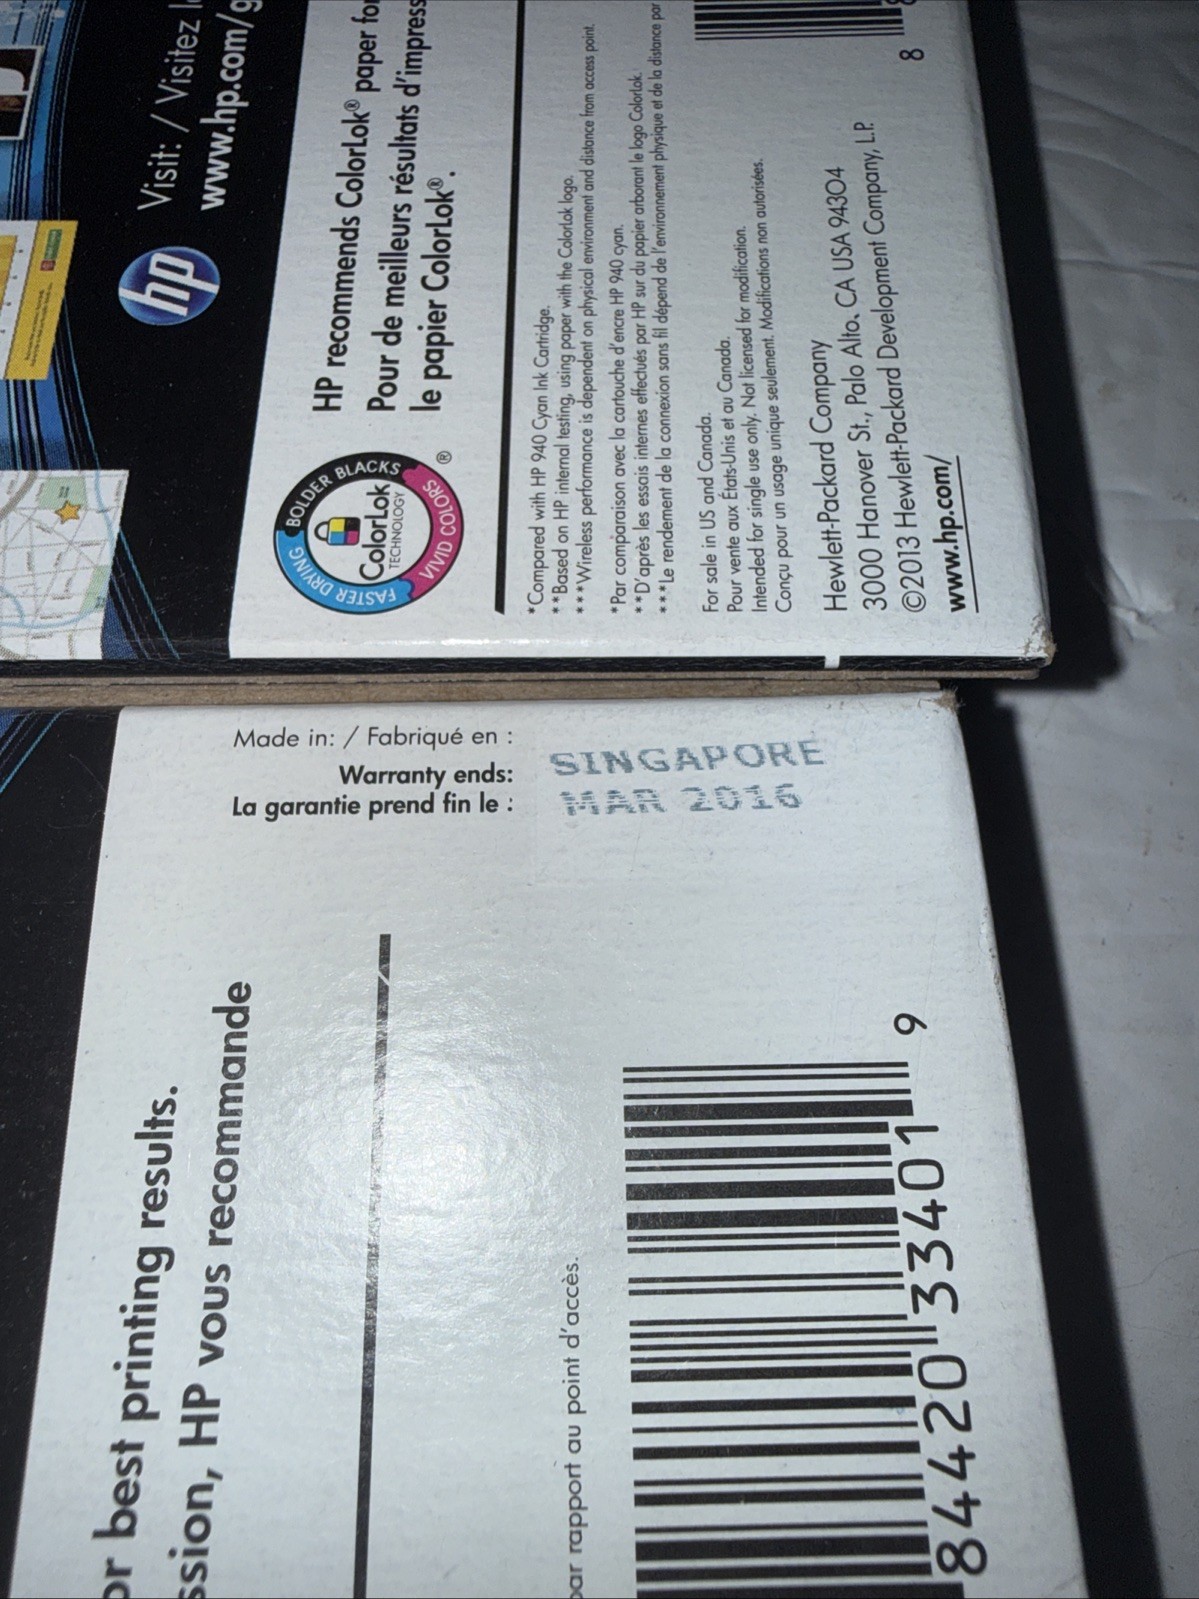 Visit: / Visitez
www.hp.com/g
hp
HP recommends ColorLok® paper for
Pour de meilleurs résultats d'impress
le papier ColorLok®.
BOLDER BLACKS
FASTER DRYING
VIVID COLORS
ColorLok
TECHNOLOGY
®
*Compared with HP 940 Cyan Ink Cartridge.
**Based on HP internal testing, using paper with the ColorLok logo.
***Wireless performance is dependent on physical environment and distance from access point.
*Par comparaison avec la cartouche d'encre HP 940 cyan.
**D'après les essais internes effectués par HP sur du papier arborant le logo ColorLok.
***Le rendement de la connexion sans fil dépend de l'environnement physique et de la distance par
For sale in US and Canada.
Pour vente aux États-Unis et au Canada.
Intended for single use only. Not licensed for modification.
Conçu pour un usage unique seulement. Modifications non autorisées.
Hewlett-Packard Company
3000 Hanover St., Palo Alto, CA USA 94304
©2013 Hewlett-Packard Development Company, L.P.
www.hp.com/
8
Made in: / Fabriqué en :
SINGAPORE
Warranty ends:
La garantie prend fin le :
MAR 2016
or best printing results.
ssion, HP vous recommande
par rapport au point d'accès.
84420 33401 9